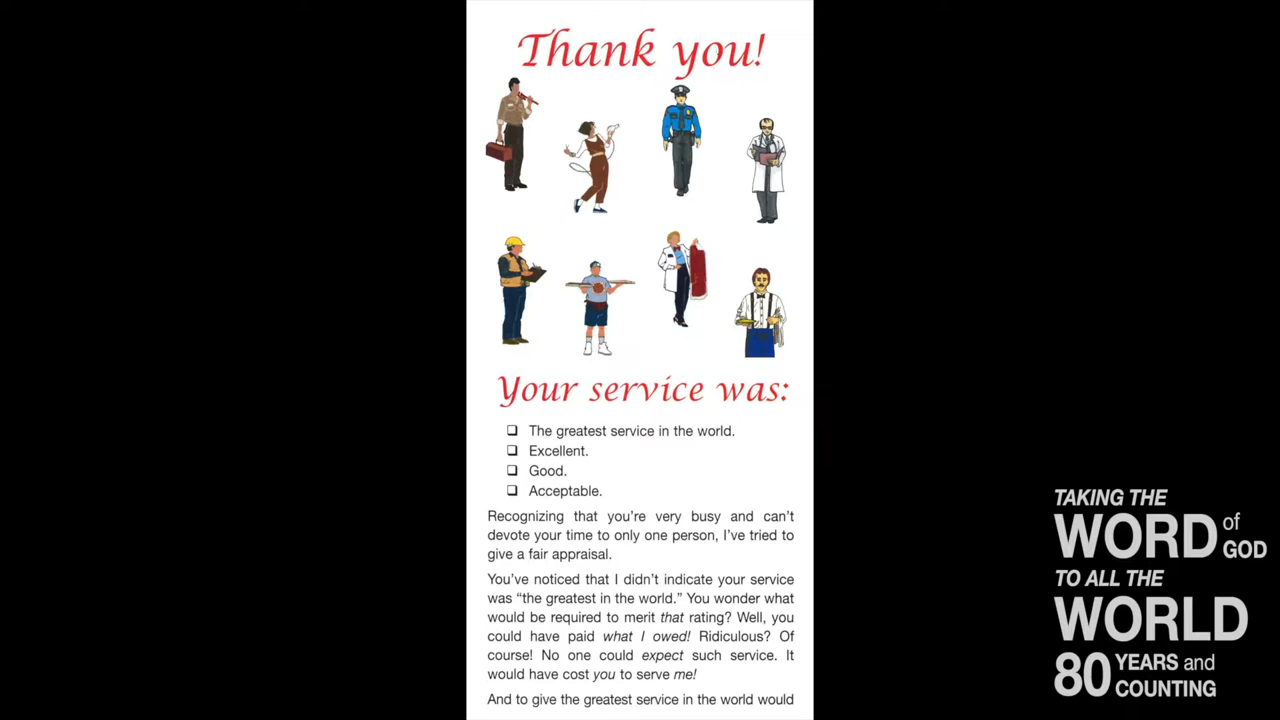 Thank you!
Your service was:
❑ The greatest service in the world.
❑ Excellent.
❑ Good.
❑ Acceptable.
Recognizing that you’re very busy and can’t
devote your time to only one person, I’ve tried to
give a fair appraisal.
You’ve noticed that I didn’t indicate your service
was “the greatest in the world.” You wonder what
would be required to merit that rating? Well, you
could have paid what I owed! Ridiculous? Of
course! No one could expect such service. It
would have cost you to serve me!
And to give the greatest service in the world would
TAKING THE
WORD of GOD
TO ALL THE
WORLD
80 YEARS and
COUNTING